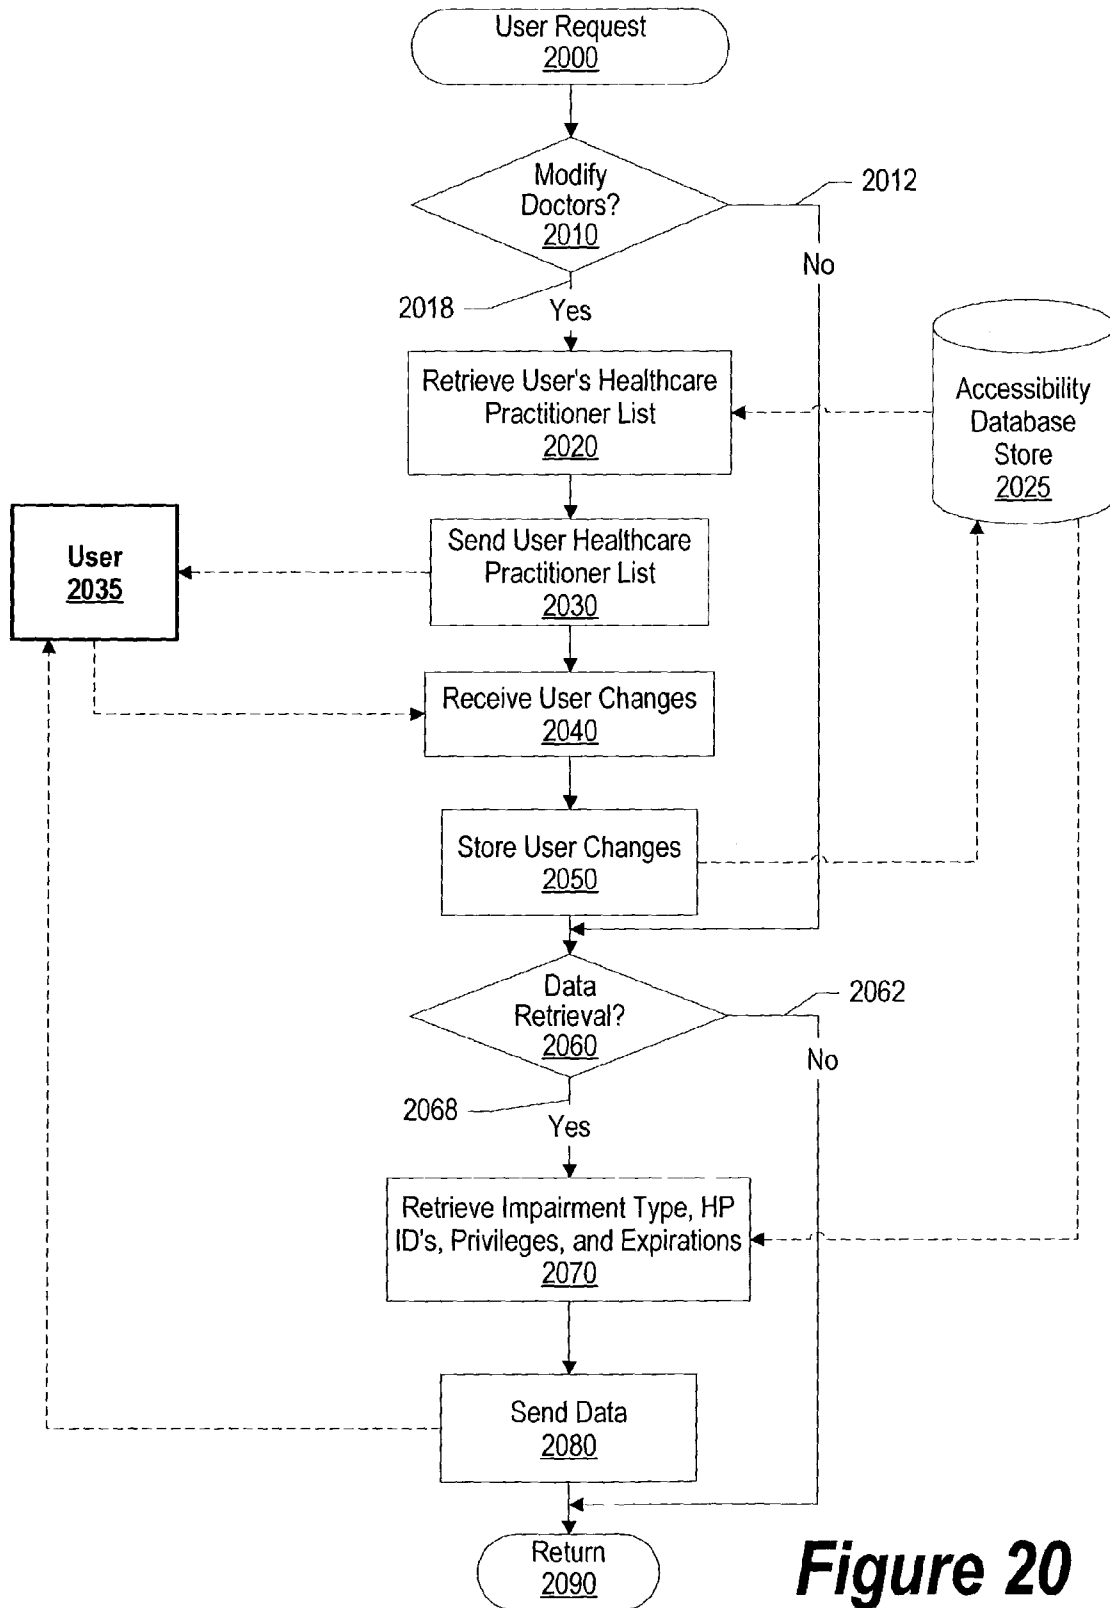 User Request
2000
Modify
Doctors?
2010
2012
No
2018
Yes
Retrieve User's Healthcare
Practitioner List
2020
Accessibility
Database
Store
2025
User
2035
Send User Healthcare
Practitioner List
2030
Receive User Changes
2040
Store User Changes
2050
Data
Retrieval?
2060
2062
No
2068
Yes
Retrieve Impairment Type, HP
ID's, Privileges, and Expirations
2070
Send Data
2080
Return
2090
Figure 20